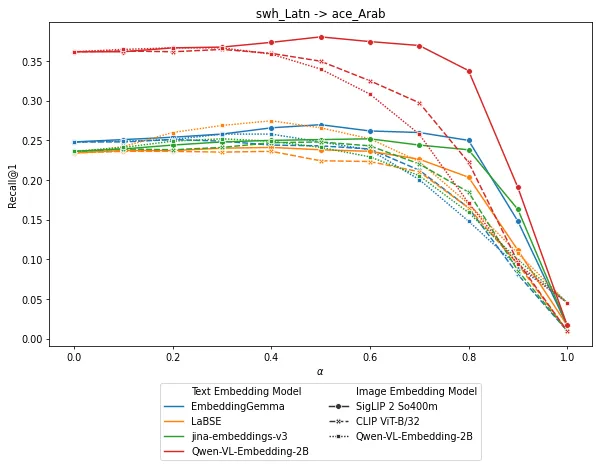 swh_Latn -> ace_Arab
Recall@1
0.35
0.30
0.25
0.20
0.15
0.10
0.05
0.00
0.0 0.2 0.4 0.6 0.8 1.0
α
Text Embedding Model
EmbeddingGemma
LaBSE
jina-embeddings-v3
Qwen-VL-Embedding-2B
Image Embedding Model
SigLIP 2 So400m
CLIP ViT-B/32
Qwen-VL-Embedding-2B